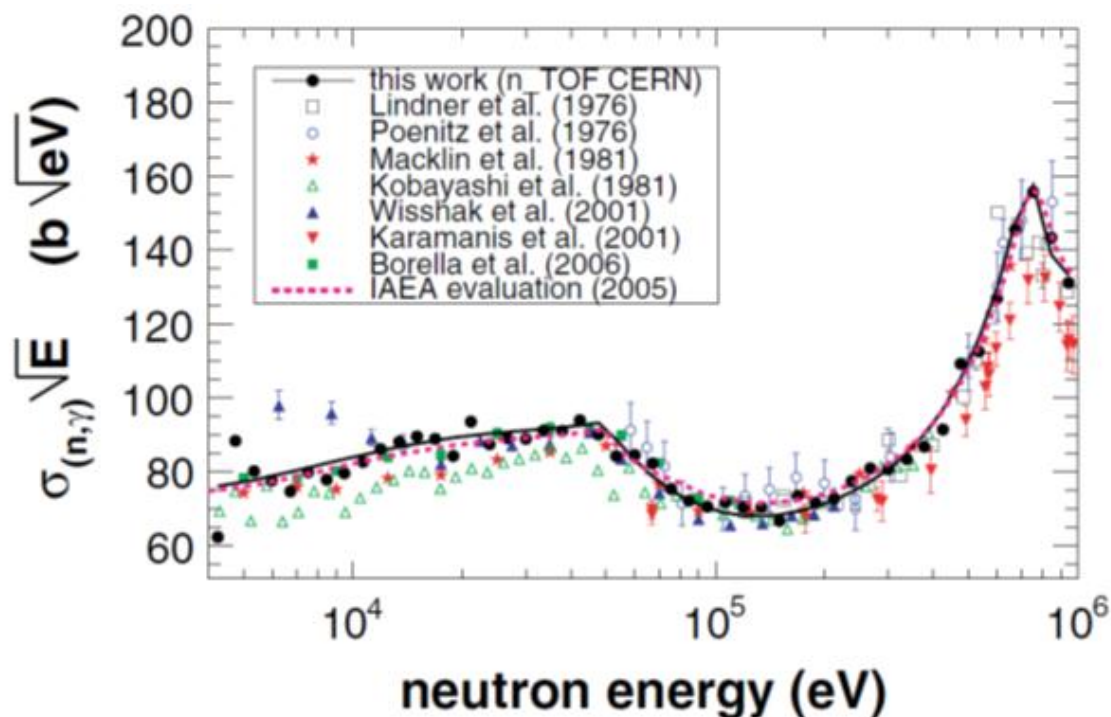 200
180
160
140
120
100
80
60
σ(n,γ)√E (b√eV)
this work (n_TOF CERN)
Lindner et al. (1976)
Poenitz et al. (1976)
Macklin et al. (1981)
Kobayashi et al. (1981)
Wisshak et al. (2001)
Karamanis et al. (2001)
Borella et al. (2006)
IAEA evaluation (2005)
10⁴ 10⁵ 10⁶
neutron energy (eV)